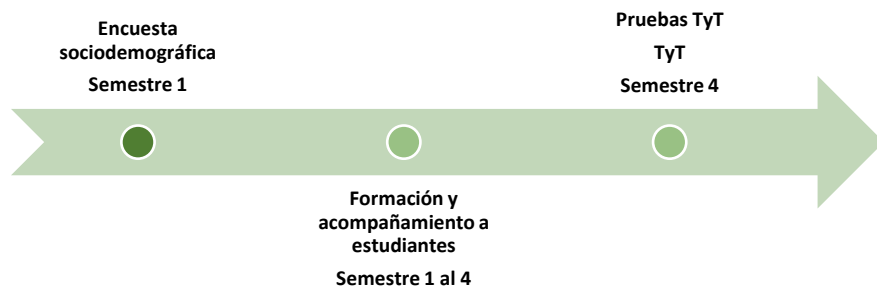 Encuesta
sociodemográfica
Semestre 1
Formación y
acompañamiento a
estudiantes
Semestre 1 al 4
Pruebas TyT
TyT
Semestre 4